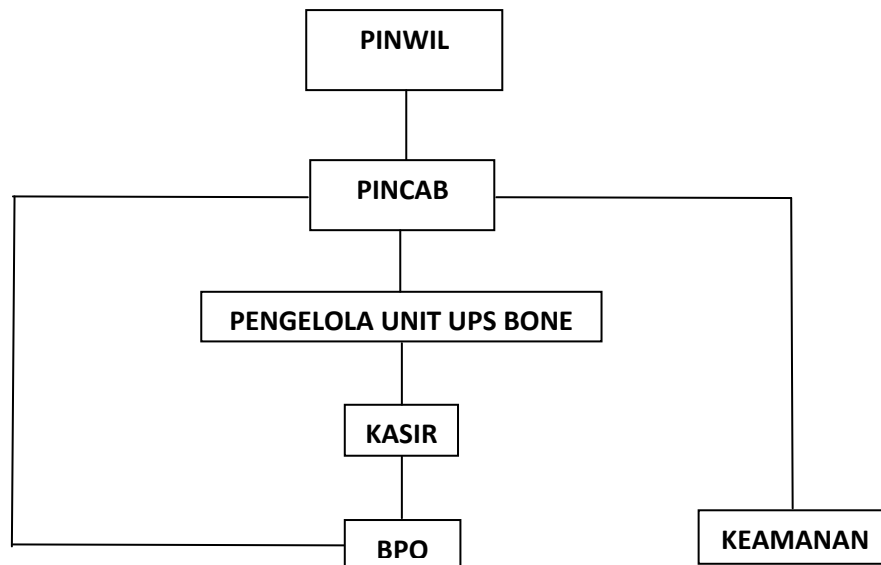 PINWIL
PINCAB
PENGELOLA UNIT UPS BONE
KASIR
BPO
KEAMANAN